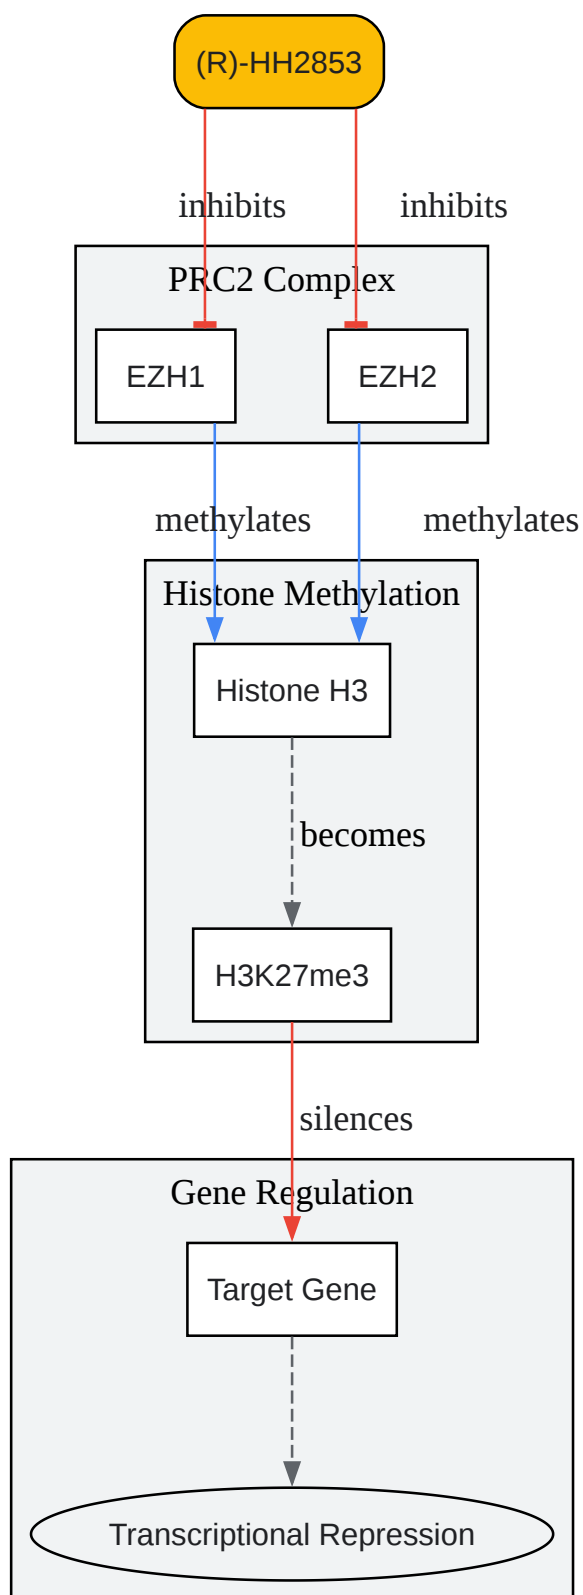 (R)-HH2853
inhibits
inhibits
PRC2 Complex
EZH1
EZH2
methylates
methylates
Histone Methylation
Histone H3
becomes
H3K27me3
silences
Gene Regulation
Target Gene
Transcriptional Repression